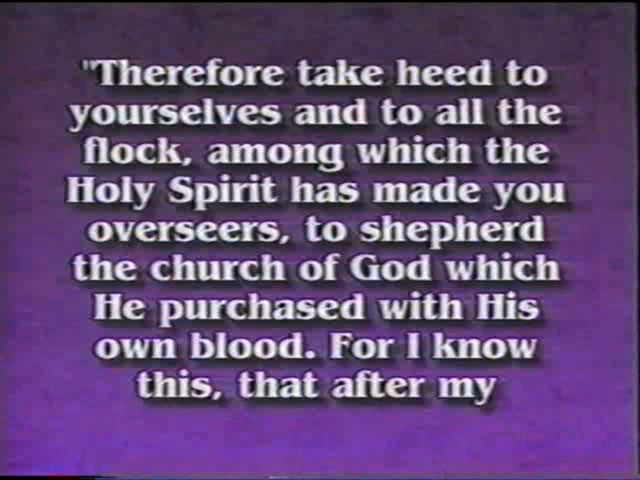 "Therefore take heed to
yourselves and to all the
flock, among which the
Holy Spirit has made you
overseers, to shepherd
the church of God which
He purchased with His
own blood. For I know
this, that after my